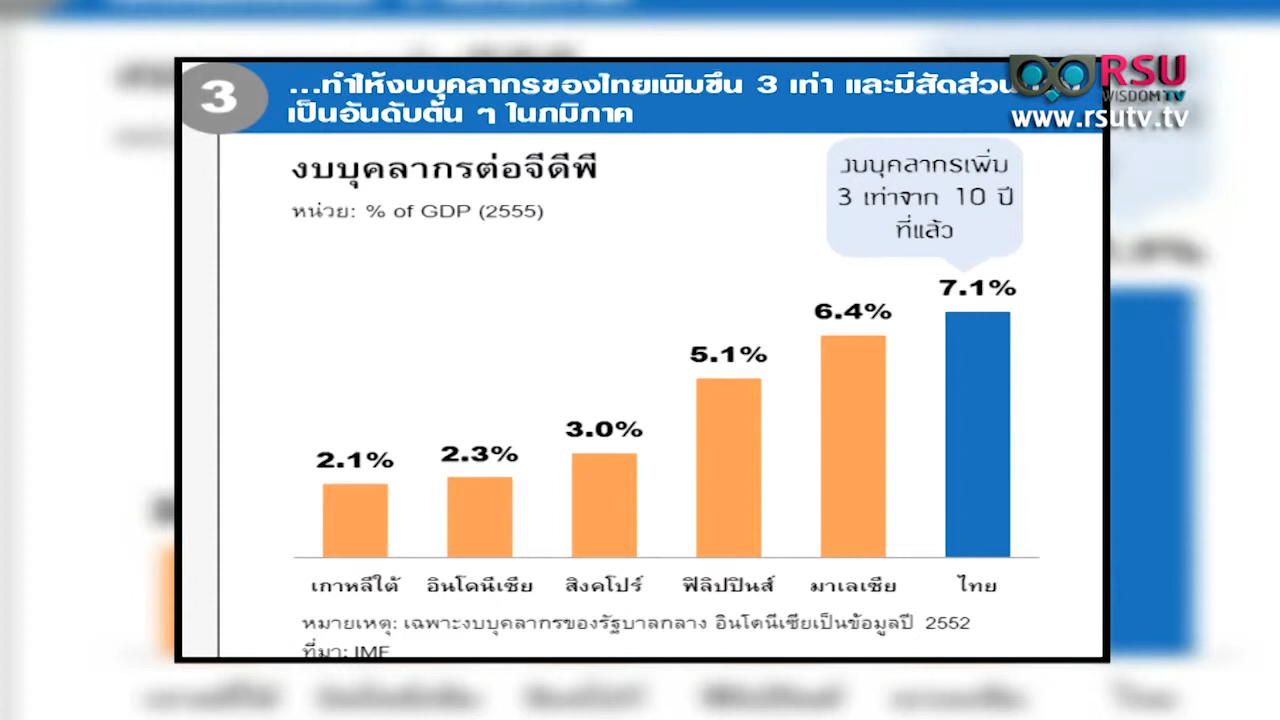 3
...ทำให้งบบุคลากรของไทยเพิ่มขึ้น 3 เท่า และมีสัดส่วน
เป็นอันดับต้น ๆ ในภูมิภาค
RSU
WISDOM TV
www.rsutv.tv
งบบุคลากรต่อจีดีพี
หน่วย: % of GDP (2555)
งบบุคลากรเพิ่ม
3 เท่าจาก 10 ปี
ที่แล้ว
2.1%
2.3%
3.0%
5.1%
6.4%
7.1%
เกาหลีใต้
อินโดนีเซีย
สิงคโปร์
ฟิลิปปินส์
มาเลเซีย
ไทย
หมายเหตุ: เฉพาะงบบุคลากรของรัฐบาลกลาง อินโดนีเซียเป็นข้อมูลปี 2552
ที่มา: IMF